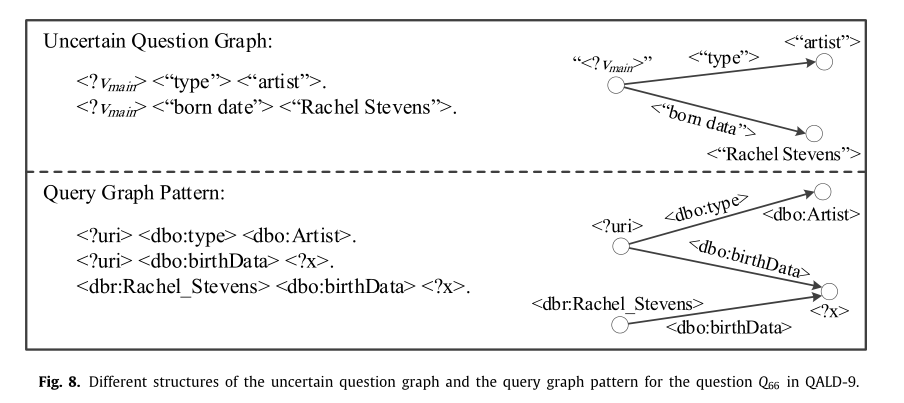 Uncertain Question Graph:
<?vmain> <“type”> <“artist”>.
<?vmain> <“born date”> <“Rachel Stevens”>.
“<?vmain>”
<“type”>
<“artist”>
<“born data”>
<“Rachel Stevens”>
Query Graph Pattern:
<?uri> <dbo:type> <dbo:Artist>.
<?uri> <dbo:birthData> <?x>.
<dbr:Rachel_Stevens> <dbo:birthData> <?x>.
<?uri>
<dbo:type>
<dbo:Artist>
<dbo:birthData>
<dbr:Rachel_Stevens>
<?x>
<dbo:birthData>
Fig. 8. Different structures of the uncertain question graph and the query graph pattern for the question Q66 in QALD-9.